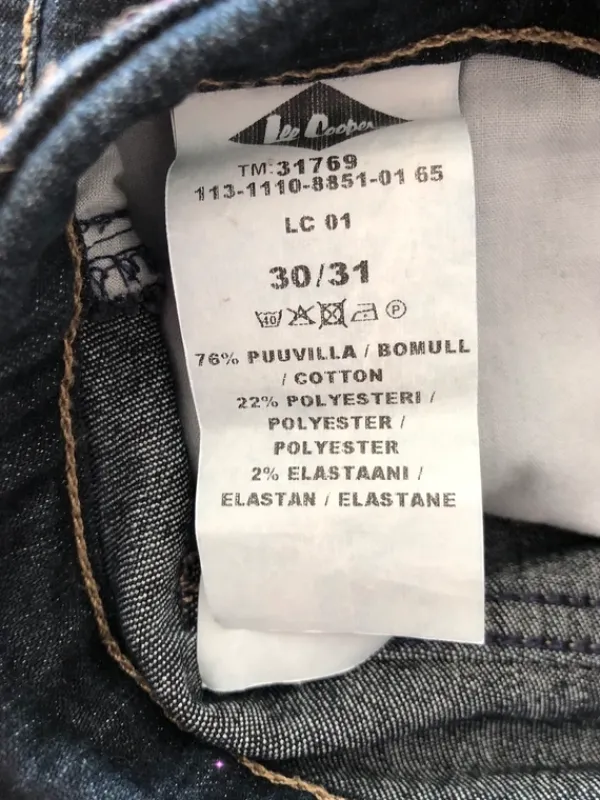 Lee Cooper
TM:31769
113-1110-8851-01 65
LC 01
30/31
40 P
76% PUUVILLA / BOMULL
/ COTTON
22% POLYESTERI /
POLYESTER /
POLYESTER
2% ELASTAANI /
ELASTAN / ELASTANE